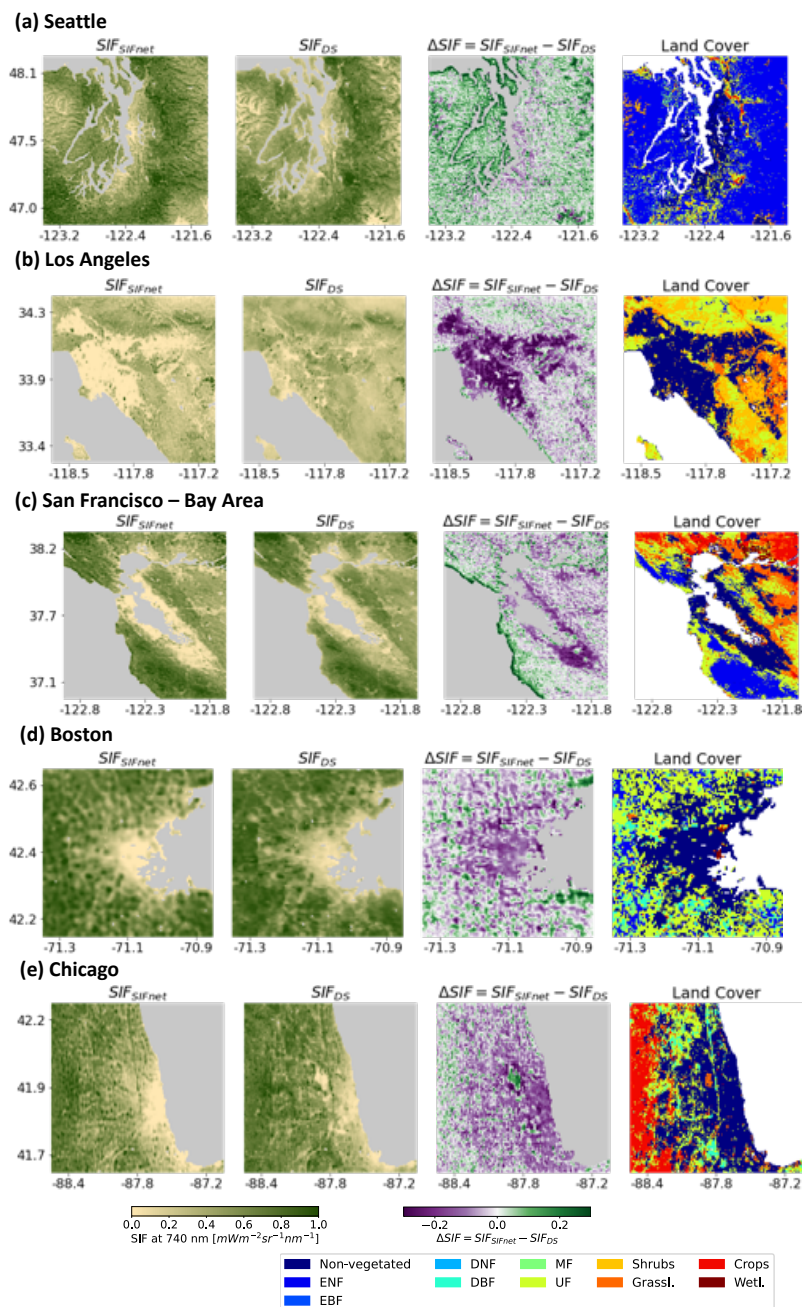 (a) Seattle
SIF_SIFnet SIF_DS ΔSIF = SIF_SIFnet − SIF_DS Land Cover
48.1
47.5
47.0
-123.2 -122.4 -121.6 -123.2 -122.4 -121.6 -123.2 -122.4 -121.6 -123.2 -122.4 -121.6
(b) Los Angeles
SIF_SIFnet SIF_DS ΔSIF = SIF_SIFnet − SIF_DS Land Cover
34.3
33.9
33.4
-118.5 -117.8 -117.2 -118.5 -117.8 -117.2 -118.5 -117.8 -117.2 -118.5 -117.8 -117.2
(c) San Francisco – Bay Area
SIF_SIFnet SIF_DS ΔSIF = SIF_SIFnet − SIF_DS Land Cover
38.2
37.7
37.1
-122.8 -122.3 -121.8 -122.8 -122.3 -121.8 -122.8 -122.3 -121.8 -122.8 -122.3 -121.8
(d) Boston
SIF_SIFnet SIF_DS ΔSIF = SIF_SIFnet − SIF_DS Land Cover
42.6
42.4
42.2
-71.3 -71.1 -70.9 -71.3 -71.1 -70.9 -71.3 -71.1 -70.9 -71.3 -71.1 -70.9
(e) Chicago
SIF_SIFnet SIF_DS ΔSIF = SIF_SIFnet − SIF_DS Land Cover
42.2
41.9
41.7
-88.4 -87.8 -87.2 -88.4 -87.8 -87.2 -88.4 -87.8 -87.2 -88.4 -87.8 -87.2
0.0 0.2 0.4 0.6 0.8 1.0 −0.2 0.0 0.2
SIF at 740 nm [mWm⁻²sr⁻¹nm⁻¹] ΔSIF = SIF_SIFnet − SIF_DS
Non-vegetated DNF MF Shrubs Crops
ENF DBF UF Grassl. Wetl.
EBF